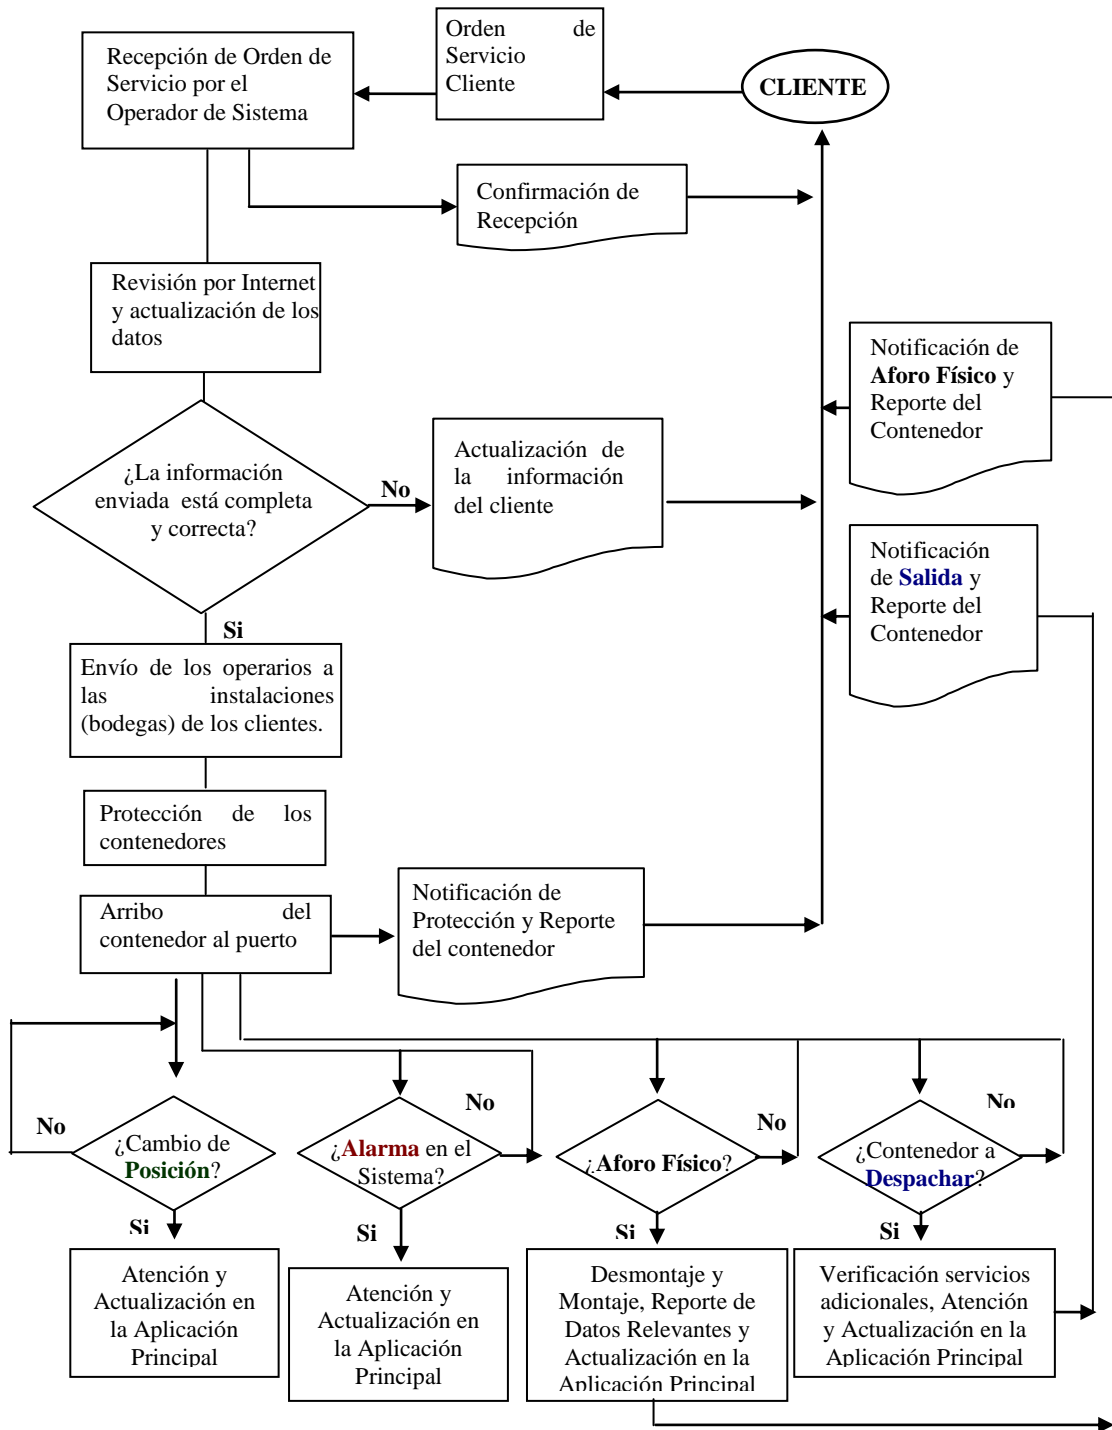 Orden de
Servicio
Cliente
Recepción de Orden de
Servicio por el
Operador de Sistema
CLIENTE
Confirmación de
Recepción
Revisión por Internet
y actualización de los
datos
Notificación de
Aforo Físico y
Reporte del
Contenedor
¿La información
enviada está completa
y correcta?
No
Actualización de
la información
del cliente
Notificación
de Salida y
Reporte del
Contenedor
Si
Envío de los operarios a
las instalaciones
(bodegas) de los clientes.
Protección de los
contenedores
Arribo del
contenedor al puerto
Notificación de
Protección y Reporte
del contenedor
No
¿Cambio de
Posición?
Si
No
¿Alarma en el
Sistema?
Si
No
¿Aforo Físico?
Si
No
¿Contenedor a
Despachar?
Si
Atención y
Actualización en
la Aplicación
Principal
Atención y
Actualización en
la Aplicación
Principal
Desmontaje y
Montaje, Reporte de
Datos Relevantes y
Actualización en la
Aplicación Principal
Verificación servicios
adicionales, Atención
y Actualización en la
Aplicación Principal